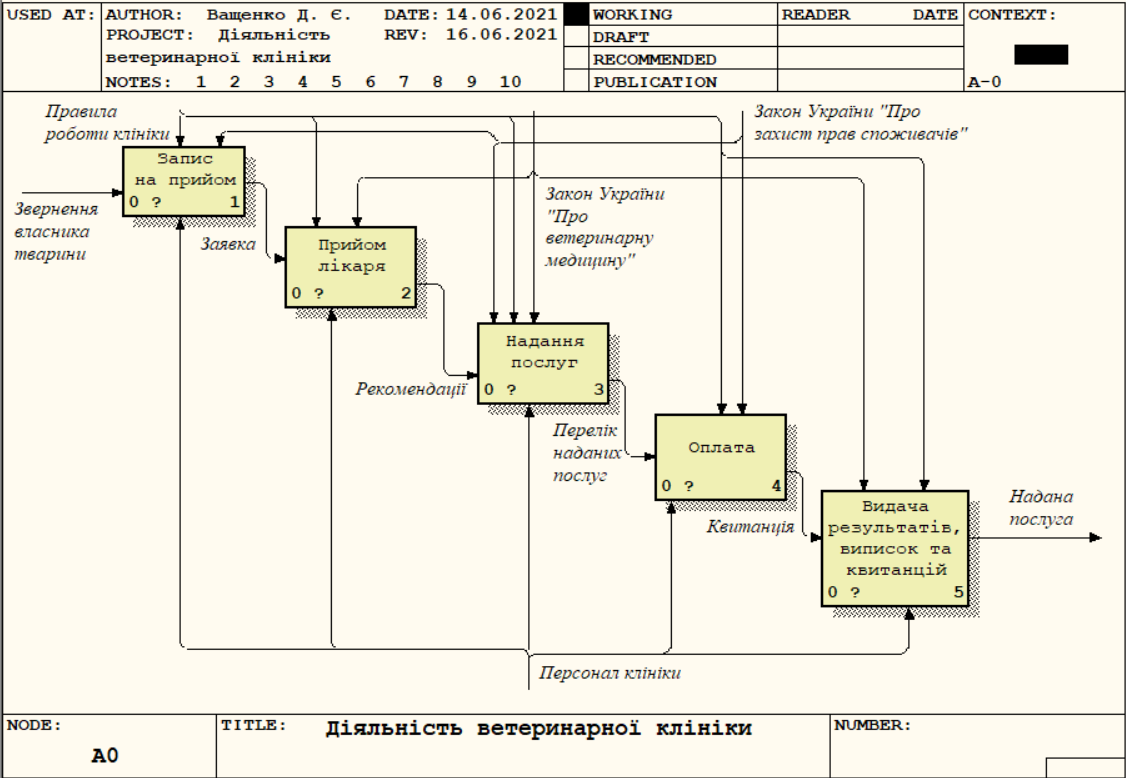 USED AT:
AUTHOR: Ващенко Д. Є.
DATE: 14.06.2021
PROJECT: Діяльність
ветеринарної клініки
REV: 16.06.2021
NOTES: 1 2 3 4 5 6 7 8 9 10
WORKING
DRAFT
RECOMMENDED
PUBLICATION
READER DATE
CONTEXT:
A-0
Правила
роботи клініки
Закон України "Про
захист прав споживачів"
Запис
на прийом
0 ? 1
Звернення
власника
тварини
Заявка
Закон України
"Про
ветеринарну
медицину"
Прийом
лікаря
0 ? 2
Рекомендації
Надання
послуг
0 ? 3
Перелік
наданих
послуг
Оплата
0 ? 4
Квитанція
Видача
результатів,
виписок та
квитанцій
0 ? 5
Надана
послуга
Персонал клініки
NODE:
A0
TITLE: Діяльність ветеринарної клініки
NUMBER: